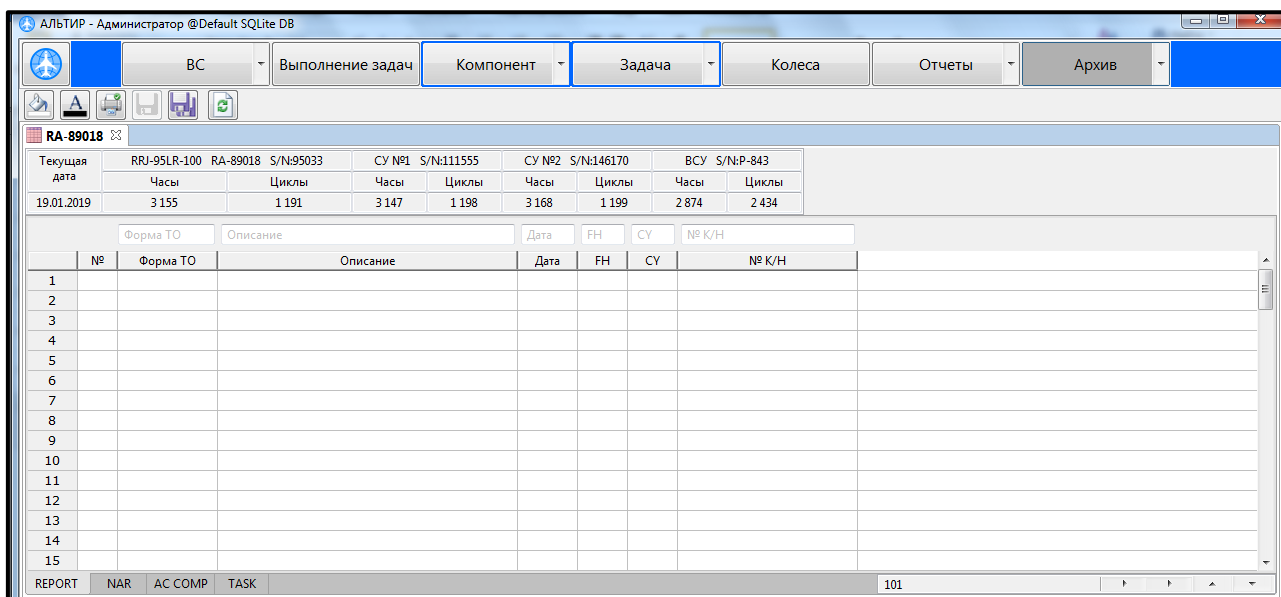 АЛЬТИР - Администратор @Default SQLite DB
ВС Выполнение задач Компонент Задача Колеса Отчеты Архив
A
RA-89018
Текущая дата RRJ-95LR-100 RA-89018 S/N:95033 СУ №1 S/N:111555 СУ №2 S/N:146170 ВСУ S/N:P-843
Часы Циклы Часы Циклы Часы Циклы Часы Циклы
19.01.2019 3 155 1 191 3 147 1 198 3 168 1 199 2 874 2 434
Форма ТО Описание Дата FH CY № К/Н
№ Форма ТО Описание Дата FH CY № К/Н
1
2
3
4
5
6
7
8
9
10
11
12
13
14
15
REPORT NAR AC COMP TASK 101